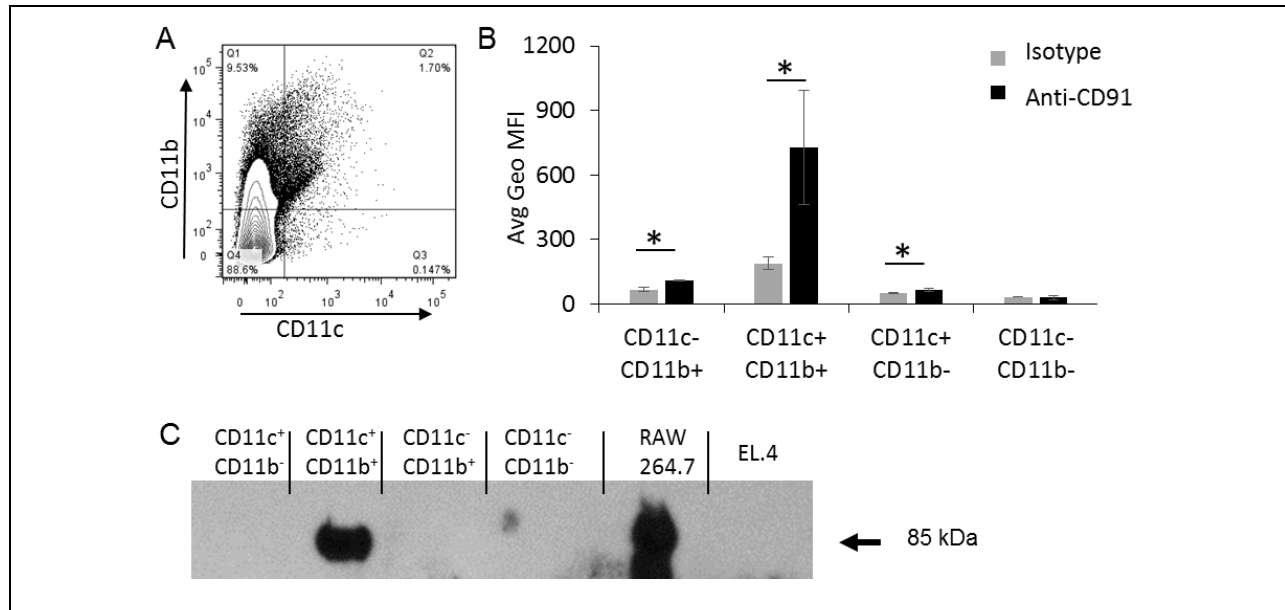 A
Q1
9.53%
Q2
1.70%
Q4
88.6%
Q3
0.147%
10⁵
10⁴
10³
10²
0
0 10² 10³ 10⁴ 10⁵
CD11b
CD11c
B
1200
900
600
300
0
Avg Geo MFI
*
*
*
Isotype
Anti-CD91
CD11c-
CD11b+
CD11c+
CD11b+
CD11c+
CD11b-
CD11c-
CD11b-
C
CD11c⁺
CD11b⁻
CD11c⁺
CD11b⁺
CD11c⁻
CD11b⁺
CD11c⁻
CD11b⁻
RAW
264.7
EL.4
85 kDa